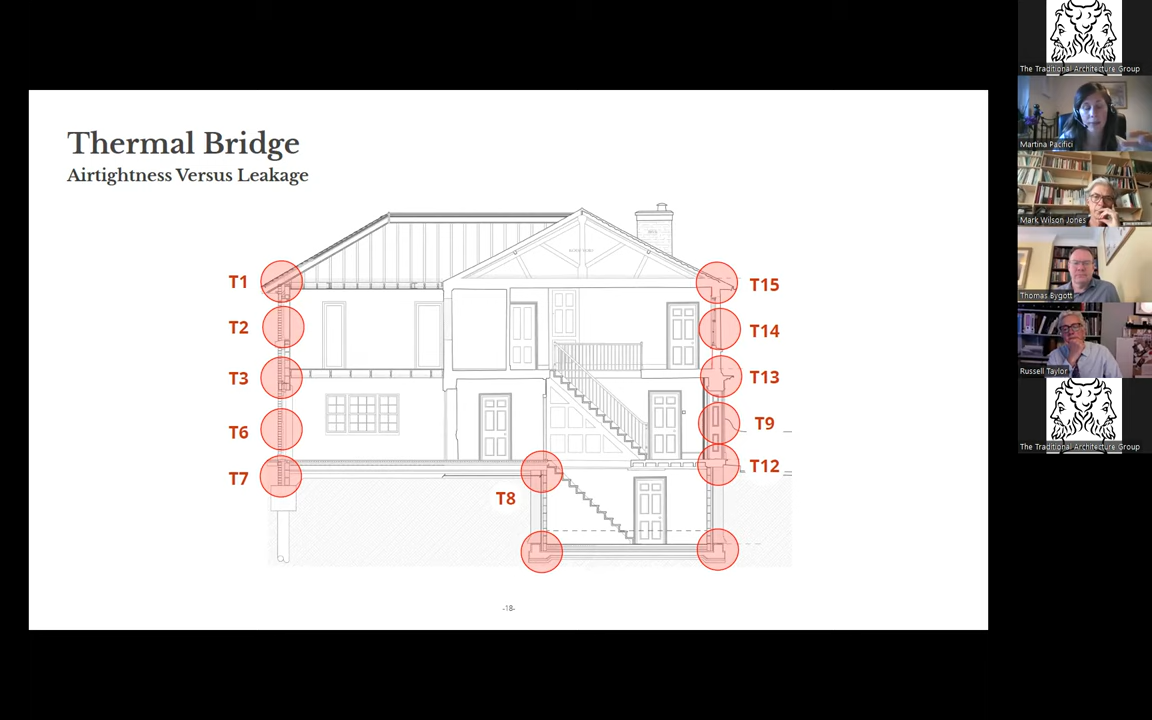 Thermal Bridge
Airtightness Versus Leakage
T1
T2
T3
T6
T7
T8
T15
T14
T13
T9
T12
-18-
The Traditional Architecture Group
Martina Pacifici
Mark Wilson Jones
Thomas Bygott
Russell Taylor
The Traditional Architecture Group